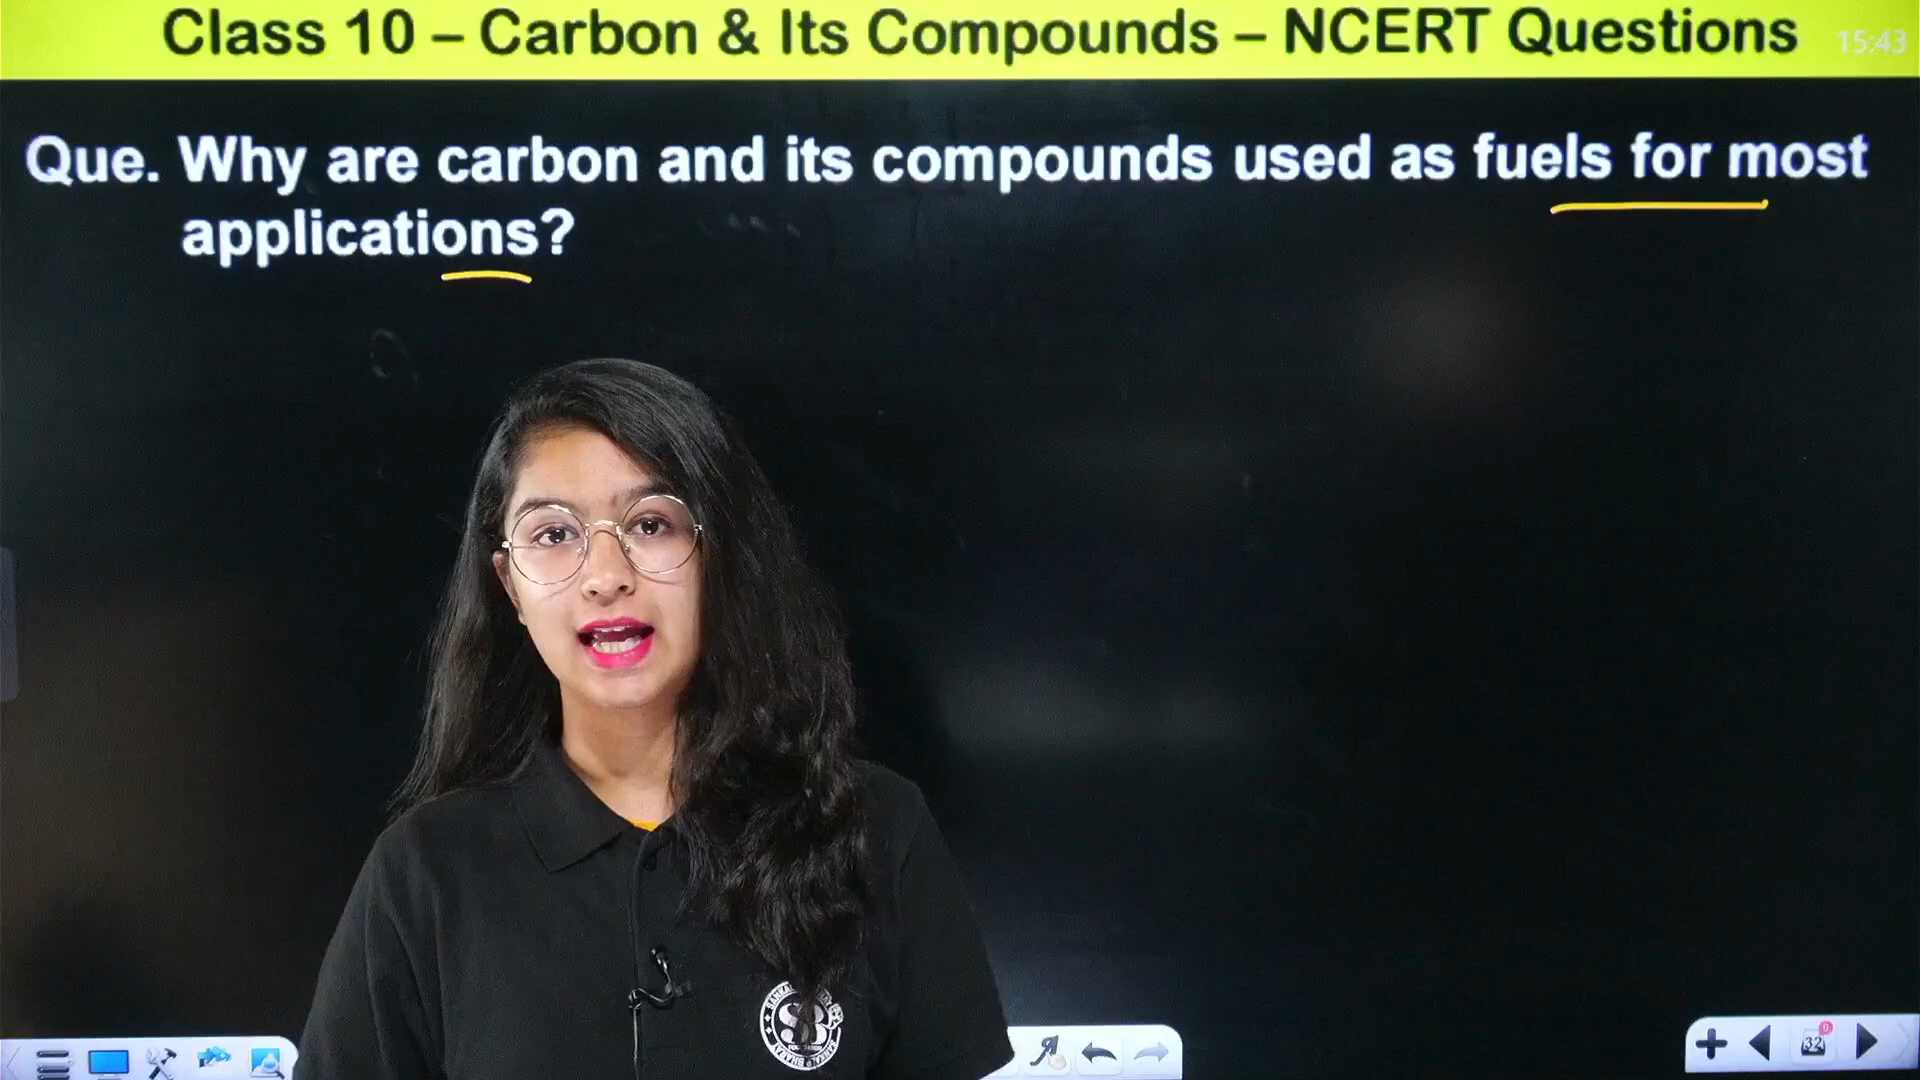 Class 10 – Carbon & Its Compounds – NCERT Questions
15:43
Que. Why are carbon and its compounds used as fuels for most
applications?
32
0